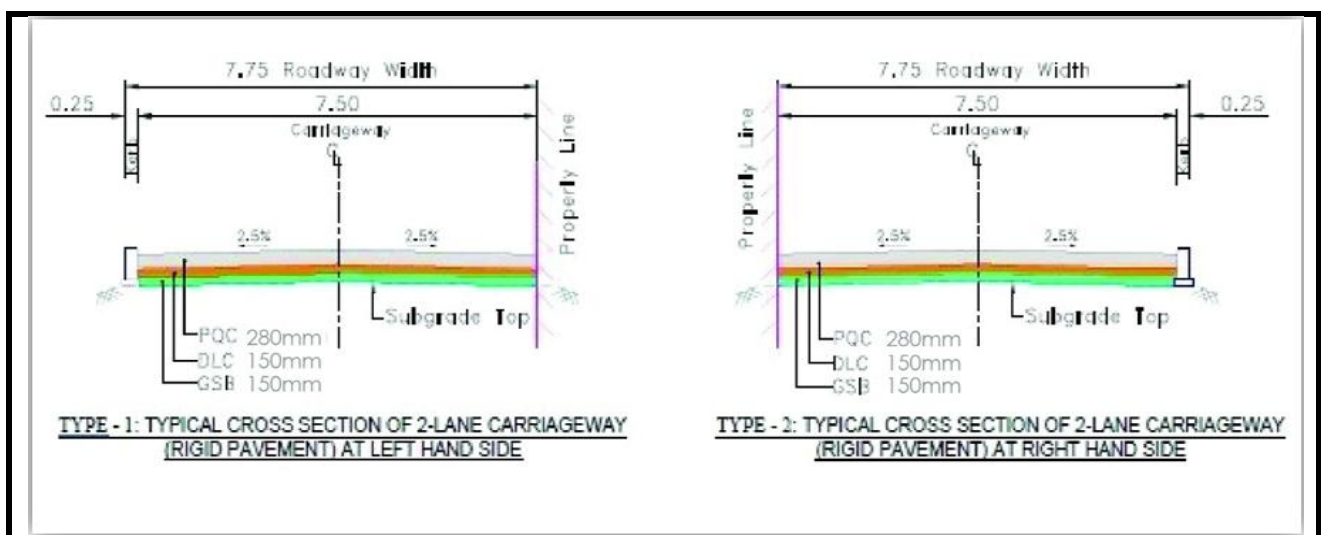 7.75 Roadway Width
0.25
7.50
Carriageway
Kerb
CL
Property Line
2.5%
2.5%
Subgrade Top
PQC 280mm
DLC 150mm
GSB 150mm
TYPE - 1: TYPICAL CROSS SECTION OF 2-LANE CARRIAGEWAY
(RIGID PAVEMENT) AT LEFT HAND SIDE
7.75 Roadway Width
7.50
0.25
Carriageway
CL
Kerb
Property Line
2.5%
2.5%
Subgrade Top
PQC 280mm
DLC 150mm
GSB 150mm
TYPE - 2: TYPICAL CROSS SECTION OF 2-LANE CARRIAGEWAY
(RIGID PAVEMENT) AT RIGHT HAND SIDE